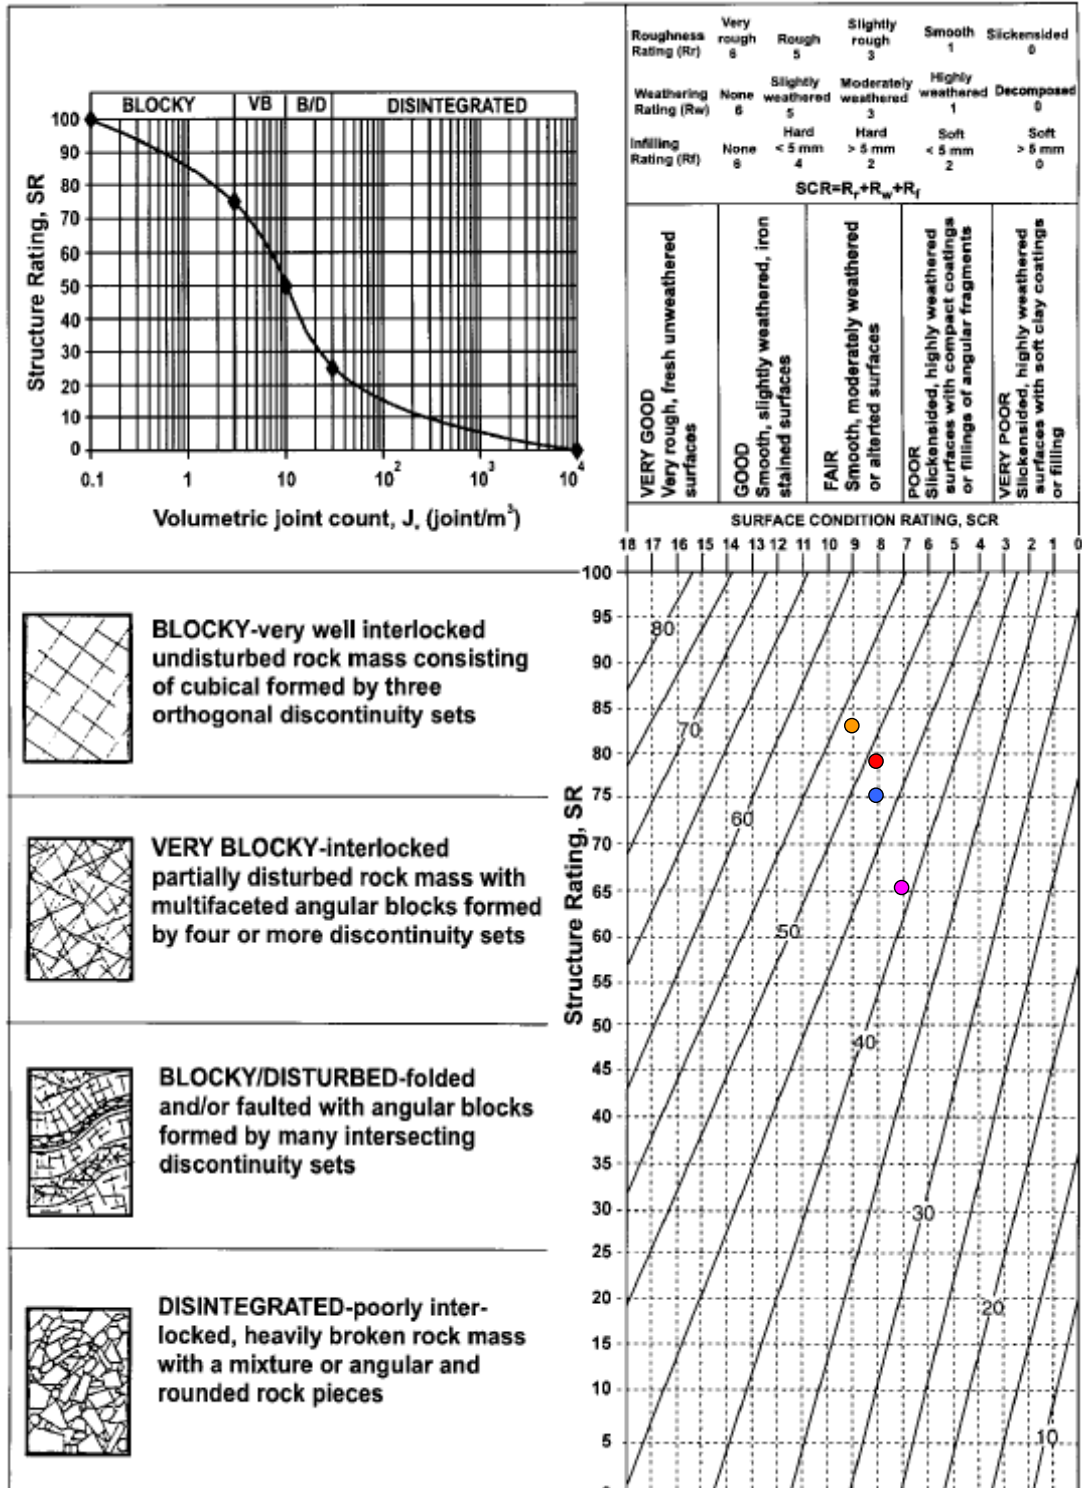 BLOCKY VB B/D DISINTEGRATED
100
90
80
70
60
50
40
30
20
10
0
Structure Rating, SR
0.1 1 10 10² 10³ 10⁴
Volumetric joint count, Jᵥ (joint/m³)
Roughness Rating (Rr)
Very rough 6
Rough 5
Slightly rough 3
Smooth 1
Slickensided 0
Weathering Rating (Rw)
None 6
Slightly weathered 5
Moderately weathered 3
Highly weathered 1
Decomposed 0
Infilling Rating (Rf)
None 6
Hard < 5 mm 4
Hard > 5 mm 2
Soft < 5 mm 2
Soft > 5 mm 0
SCR=Rr+Rw+Rf
VERY GOOD
Very rough, fresh unweathered
surfaces
GOOD
Smooth, slightly weathered, iron
stained surfaces
FAIR
Smooth, moderately weathered
or alterted surfaces
POOR
Slickensided, highly weathered
surfaces with compact coatings
or fillings of angular fragments
VERY POOR
Slickensided, highly weathered
surfaces with soft clay coatings
or filling
SURFACE CONDITION RATING, SCR
18 17 16 15 14 13 12 11 10 9 8 7 6 5 4 3 2 1 0
BLOCKY-very well interlocked
undisturbed rock mass consisting
of cubical formed by three
orthogonal discontinuity sets
VERY BLOCKY-interlocked
partially disturbed rock mass with
multifaceted angular blocks formed
by four or more discontinuity sets
BLOCKY/DISTURBED-folded
and/or faulted with angular blocks
formed by many intersecting
discontinuity sets
DISINTEGRATED-poorly inter-
locked, heavily broken rock mass
with a mixture or angular and
rounded rock pieces
Structure Rating, SR
100
95
90
85
80
75
70
65
60
55
50
45
40
35
30
25
20
15
10
5
80
70
60
50
40
30
20
10